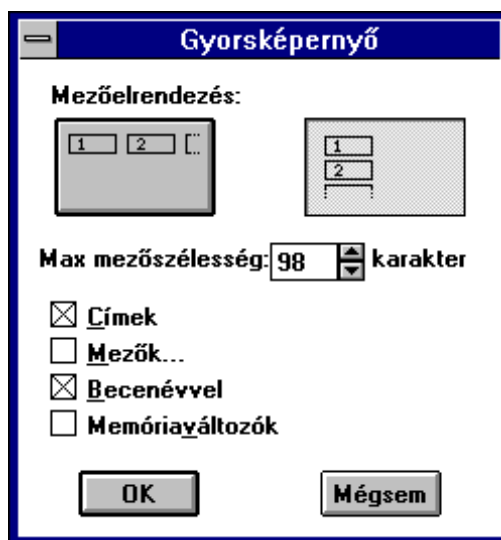 Gyorsképernyő
Mezőelrendezés:
1 2
1
2
Max mezőszélesség: 98 karakter
Címek
Mezők...
Becenévvel
Memóriaváltozók
OK Mégsem